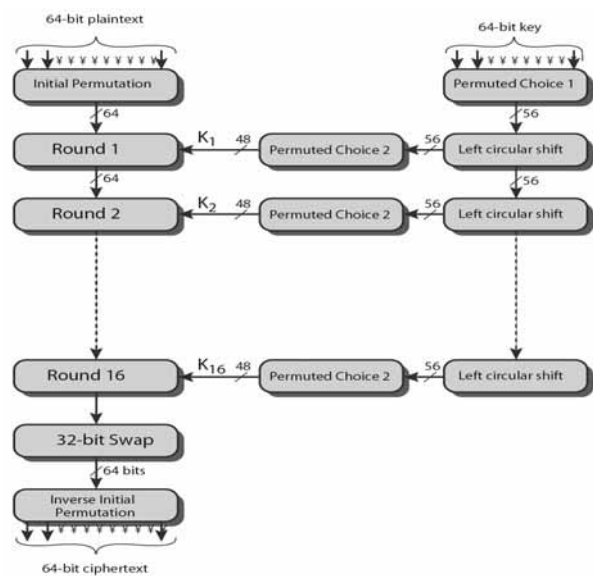 64-bit plaintext
64-bit key
Initial Permutation
Permuted Choice 1
64
56
Round 1
K1
48
Permuted Choice 2
56
Left circular shift
64
56
Round 2
K2
48
Permuted Choice 2
56
Left circular shift
Round 16
K16
48
Permuted Choice 2
56
Left circular shift
32-bit Swap
64 bits
Inverse Initial
Permutation
64-bit ciphertext